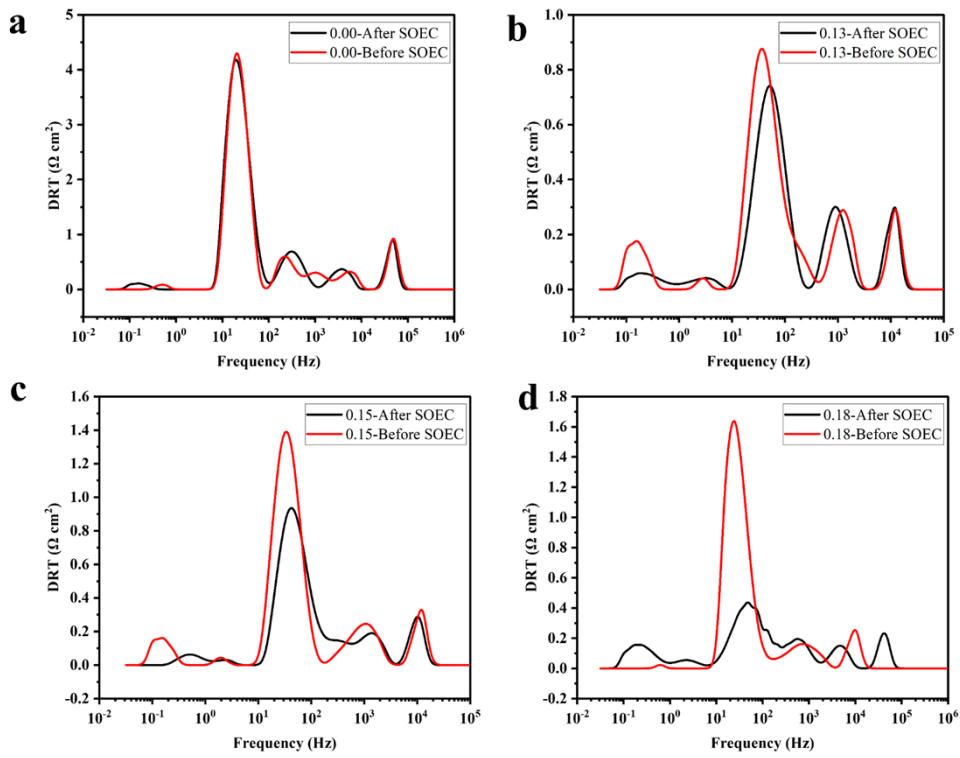 a
0.00-After SOEC
0.00-Before SOEC
5
4
3
2
1
0
DRT (Ω cm²)
10⁻² 10⁻¹ 10⁰ 10¹ 10² 10³ 10⁴ 10⁵ 10⁶
Frequency (Hz)
b
0.13-After SOEC
0.13-Before SOEC
1.0
0.8
0.6
0.4
0.2
0.0
DRT (Ω cm²)
10⁻² 10⁻¹ 10⁰ 10¹ 10² 10³ 10⁴ 10⁵
Frequency (Hz)
c
0.15-After SOEC
0.15-Before SOEC
1.6
1.4
1.2
1.0
0.8
0.6
0.4
0.2
0.0
-0.2
DRT (Ω cm²)
10⁻² 10⁻¹ 10⁰ 10¹ 10² 10³ 10⁴ 10⁵
Frequency (Hz)
d
0.18-After SOEC
0.18-Before SOEC
1.8
1.6
1.4
1.2
1.0
0.8
0.6
0.4
0.2
0.0
-0.2
DRT (Ω cm²)
10⁻² 10⁻¹ 10⁰ 10¹ 10² 10³ 10⁴ 10⁵ 10⁶
Frequency (Hz)